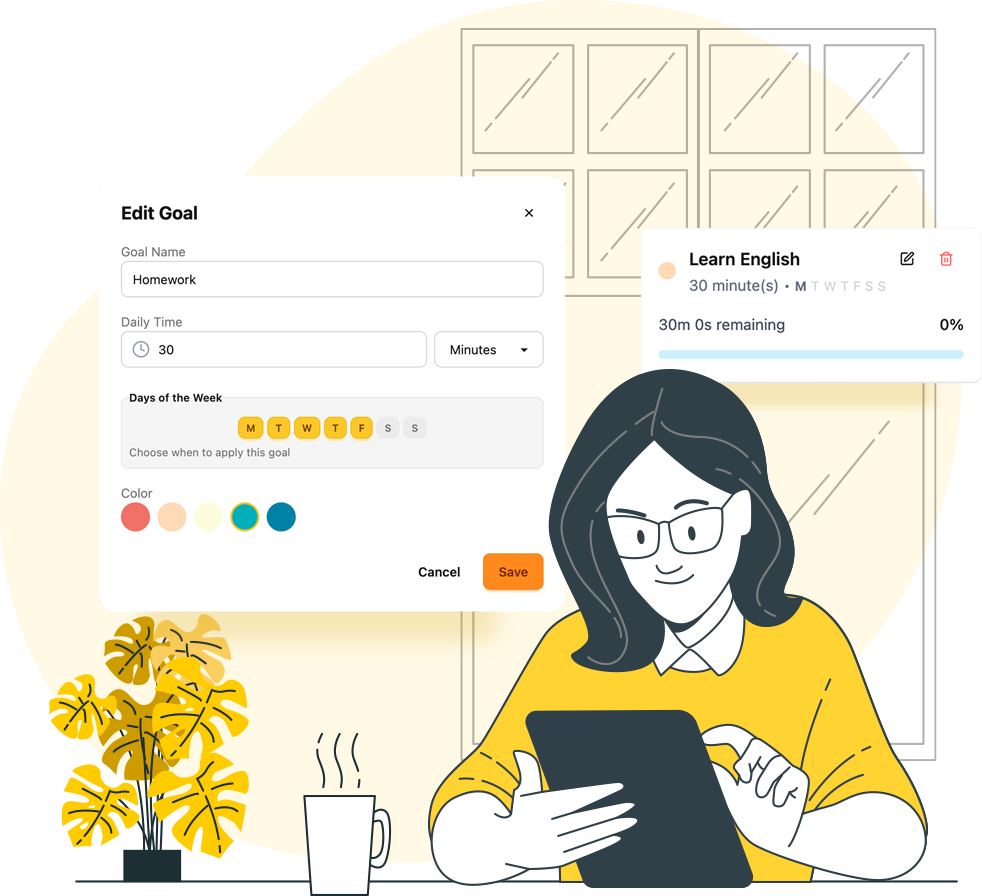 Edit Goal
Goal Name
Homework
Daily Time
30
Minutes
Days of the Week
M T W T F S S
Choose when to apply this goal
Color
Cancel
Save
Learn English
30 minute(s) • M T W T F S S
30m 0s remaining
0%